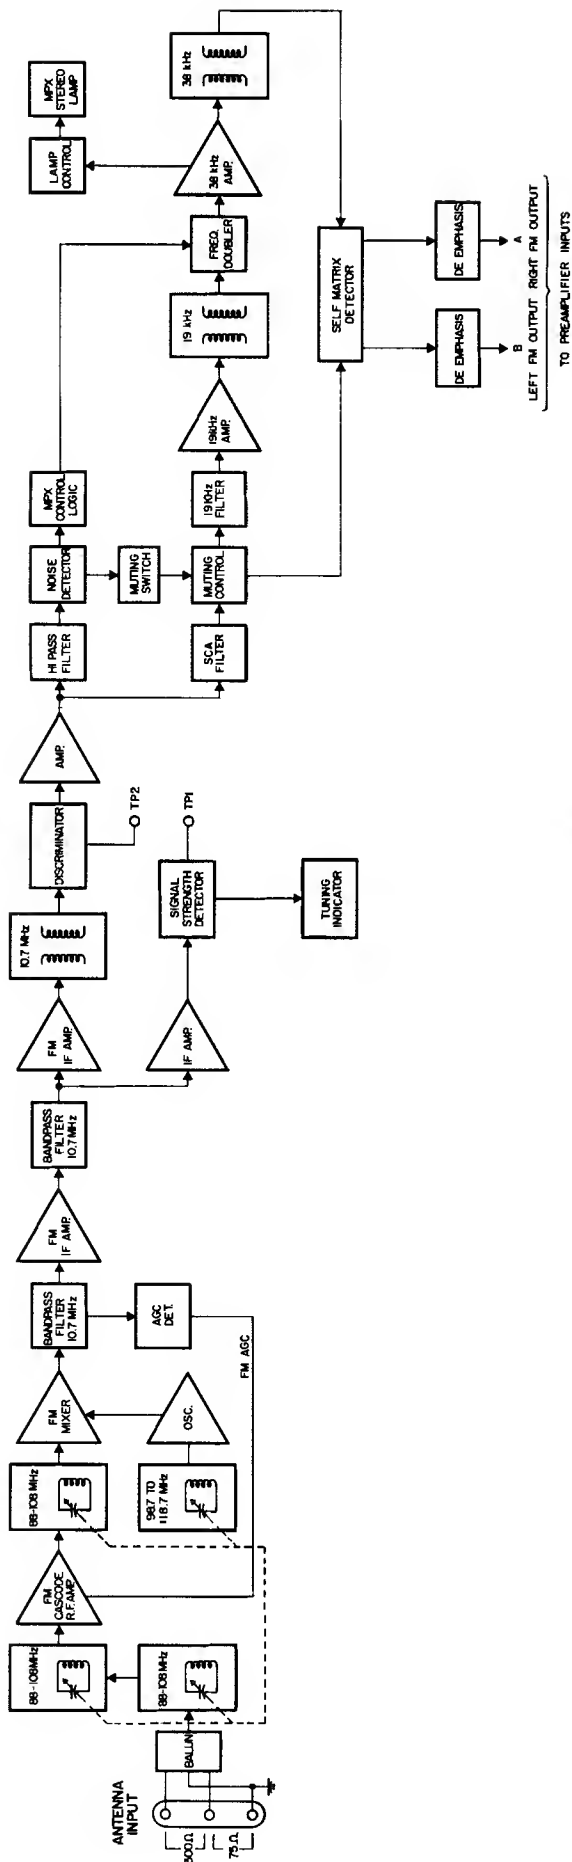 ANTENNA
INPUT
300Ω
75Ω
BALUN
88-108 MHz
88-108 MHz
FM
CASCODE
R.F. AMP.
88-108 MHz
98.7 TO
118.7 MHz
FM
MIXER
OSC.
BANDPASS
FILTER
10.7 MHz
AGC
DET.
FM AGC
FM
IF AMP.
BANDPASS
FILTER
10.7 MHz
FM
IF AMP.
IF AMP.
10.7 MHz
SIGNAL
STRENGTH
DETECTOR
TP1
TUNING
INDICATOR
DISCRIMINATOR
TP2
AMP.
HI PASS
FILTER
SCA
FILTER
NOISE
DETECTOR
MUTING
SWITCH
MUTING
CONTROL
MPX
CONTROL
LOGIC
19KHz
FILTER
19KHz
AMP.
19 kHz
FREQ.
DOUBLER
38 kHz
AMP.
LAMP
CONTROL
MPX
STEREO
LAMP
38 kHz
SELF MATRIX
DETECTOR
DE EMPHASIS
DE EMPHASIS
B
A
LEFT FM OUTPUT
RIGHT FM OUTPUT
TO PREAMPLIFIER INPUTS